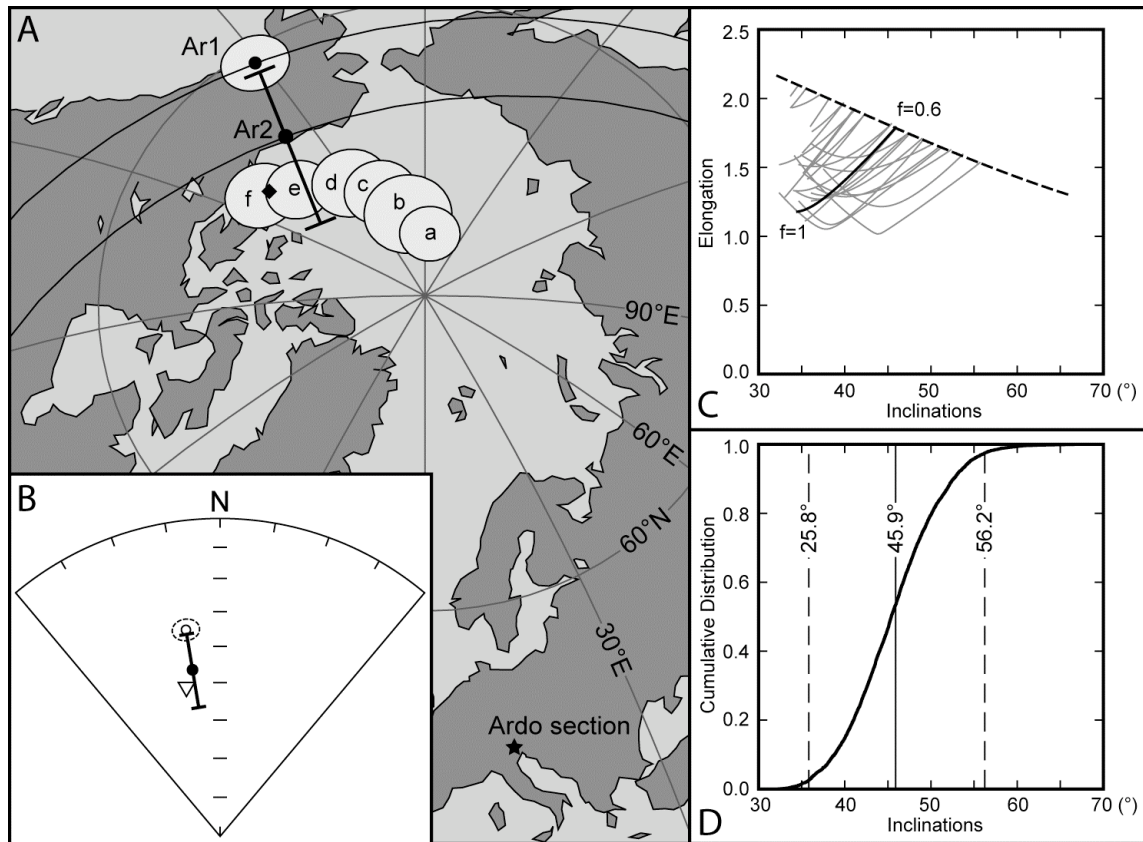 A
Ar1
Ar2
f
e
d
c
b
a
90°E
60°E
60°N
30°E
Ardo section
B
N
C
Elongation
2.5
2.0
1.5
1.0
0.5
0.0
f=0.6
f=1
30
40
50
60
70
(°)
Inclinations
D
Cumulative Distribution
1.0
0.8
0.6
0.4
0.2
0.0
25.8°
45.9°
56.2°
30
40
50
60
70
(°)
Inclinations